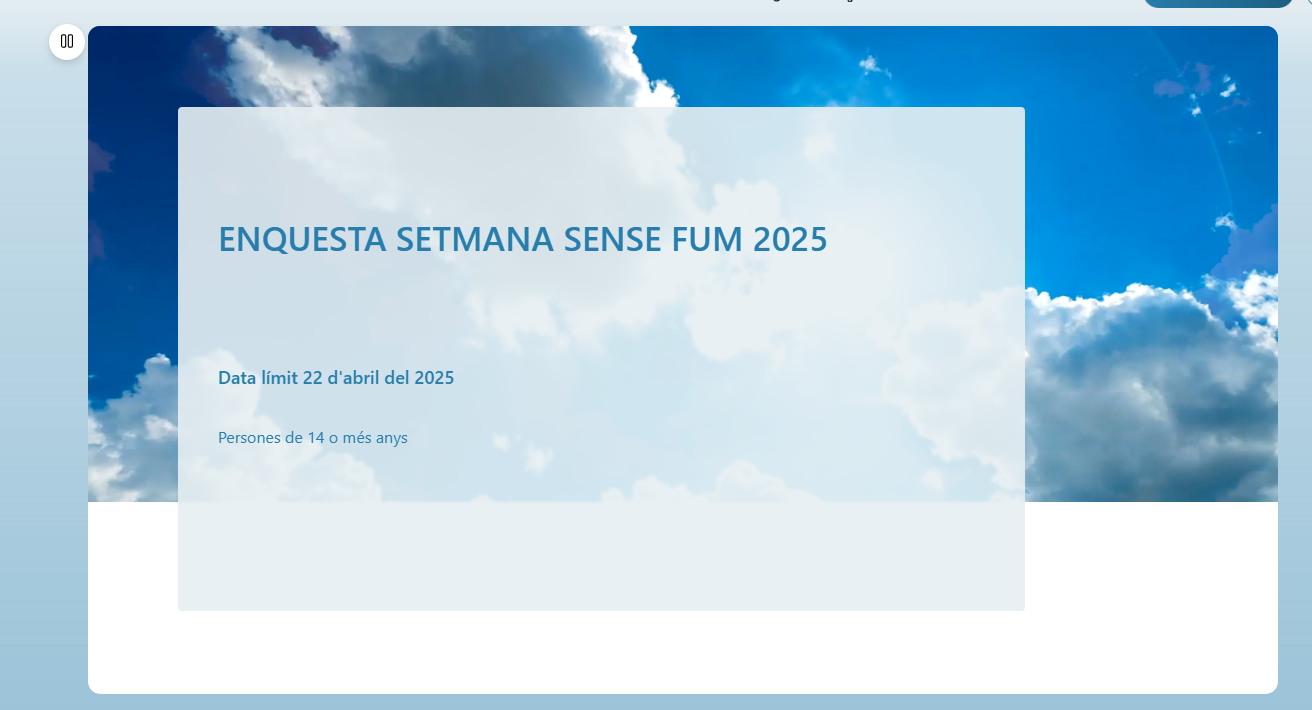 ENQUESTA SETMANA SENSE FUM 2025
Data límit 22 d'abril del 2025
Persones de 14 o més anys